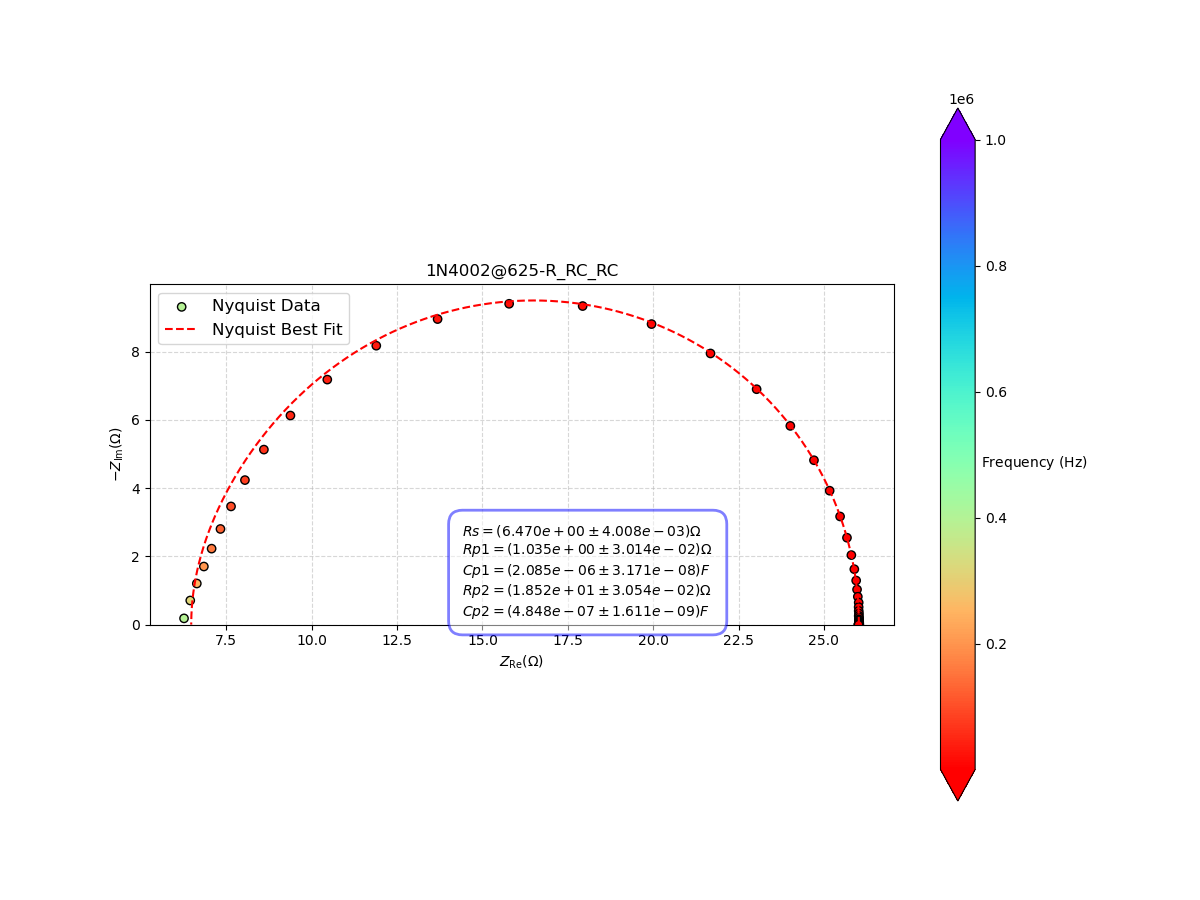 1e6
1N4002@625-R_RC_RC
Nyquist Data
Nyquist Best Fit
−Z_Im(Ω)
8
6
4
2
0
Rs = (6.470e + 00 ± 4.008e − 03)Ω
Rp1 = (1.035e + 00 ± 3.014e − 02)Ω
Cp1 = (2.085e − 06 ± 3.171e − 08)F
Rp2 = (1.852e + 01 ± 3.054e − 02)Ω
Cp2 = (4.848e − 07 ± 1.611e − 09)F
7.5 10.0 12.5 15.0 17.5 20.0 22.5 25.0
Z_Re(Ω)
1.0
0.8
0.6
0.4
0.2
Frequency (Hz)